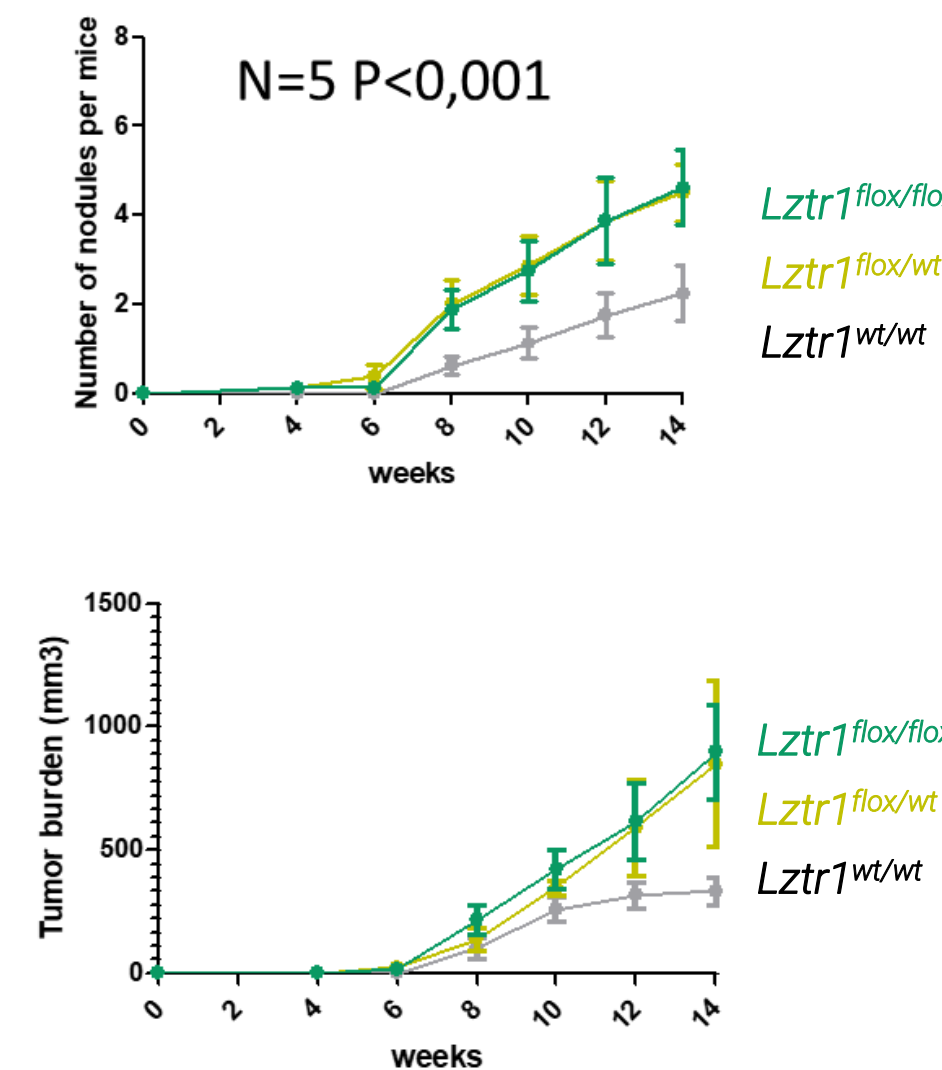 Number of nodules per mice
8
6
4
2
0
N=5 P<0,001
0 2 4 6 8 10 12 14
weeks
Lztr1flox/flo
Lztr1flox/wt
Lztr1wt/wt
Tumor burden (mm3)
1500
1000
500
0
0 2 4 6 8 10 12 14
weeks
Lztr1flox/flox
Lztr1flox/wt
Lztr1wt/wt